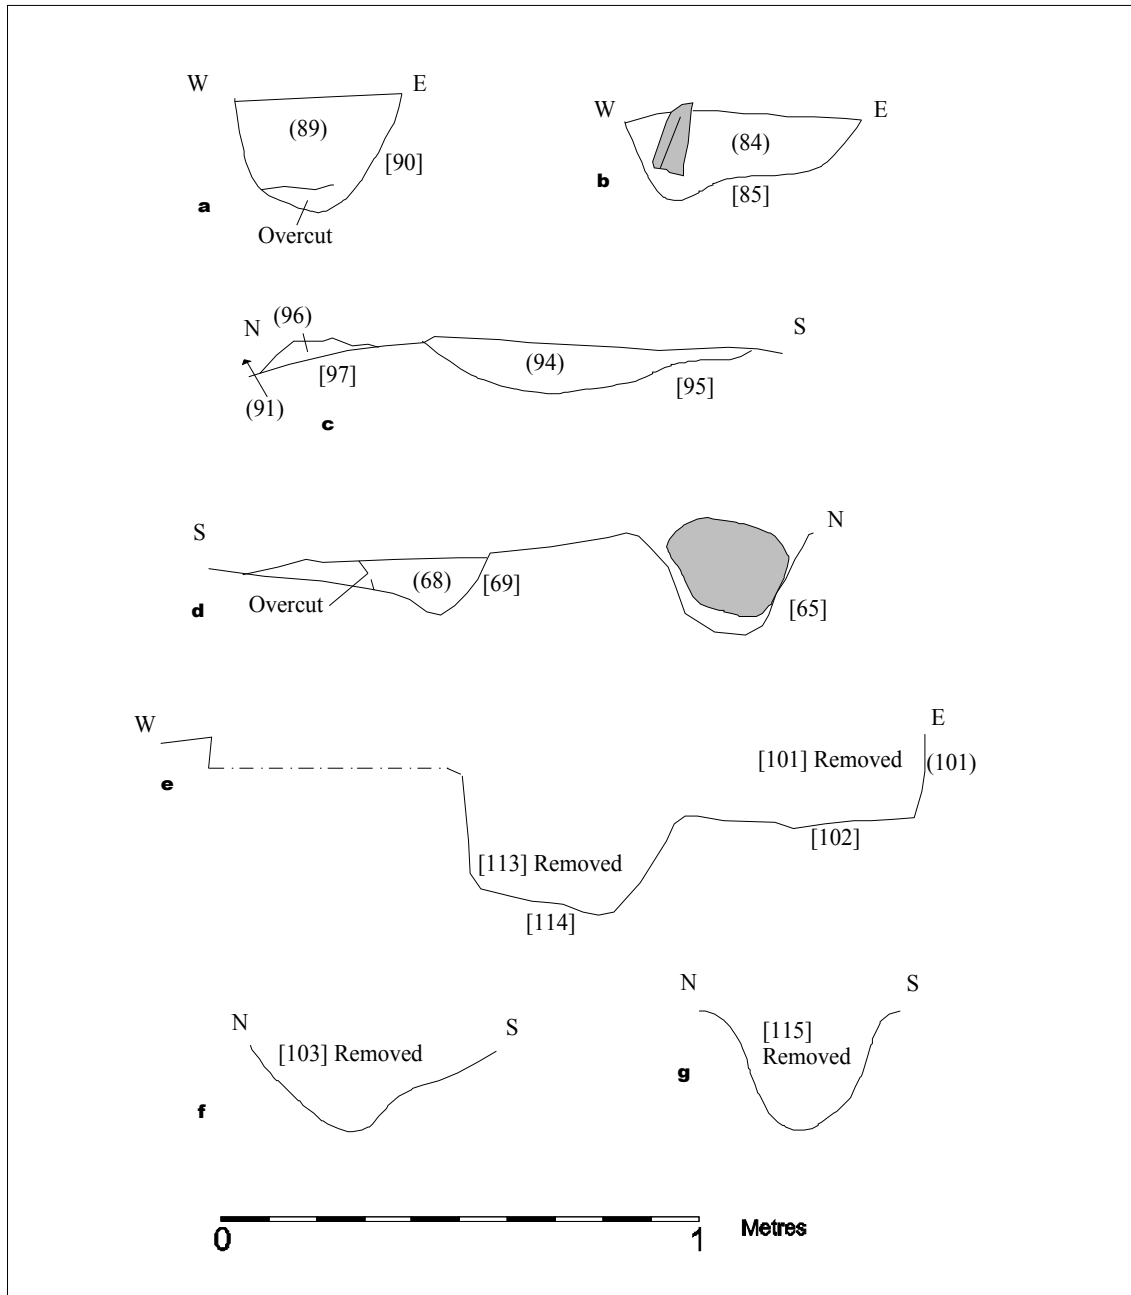 W
E
(89)
[90]
a
Overcut
W
E
(84)
b
[85]
N
(96)
S
(94)
[97]
[95]
(91)
c
S
N
(68)
[69]
Overcut
d
[65]
W
E
[101] Removed
(101)
e
[102]
[113] Removed
[114]
N
S
[103] Removed
f
N
S
[115]
Removed
g
0
1
Metres